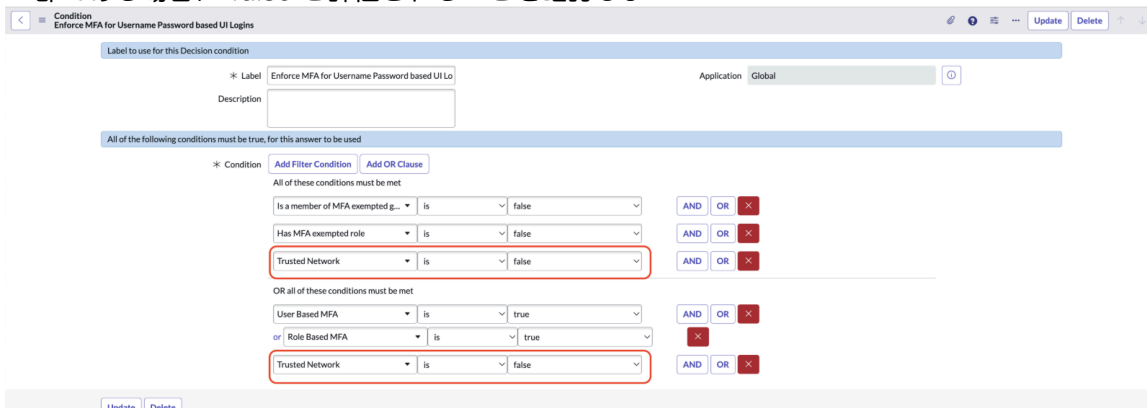 Condition
Enforce MFA for Username Password based UI Logins
Update Delete
Label to use for this Decision condition
* Label Enforce MFA for Username Password based UI Lo
Application Global
Description
All of the following conditions must be true, for this answer to be used
* Condition Add Filter Condition Add OR Clause
All of these conditions must be met
Is a member of MFA exempted g... is false AND OR ×
Has MFA exempted role is false AND OR ×
Trusted Network is false AND OR ×
OR all of these conditions must be met
User Based MFA is true AND OR ×
or Role Based MFA is true ×
Trusted Network is false AND OR ×
Update Delete